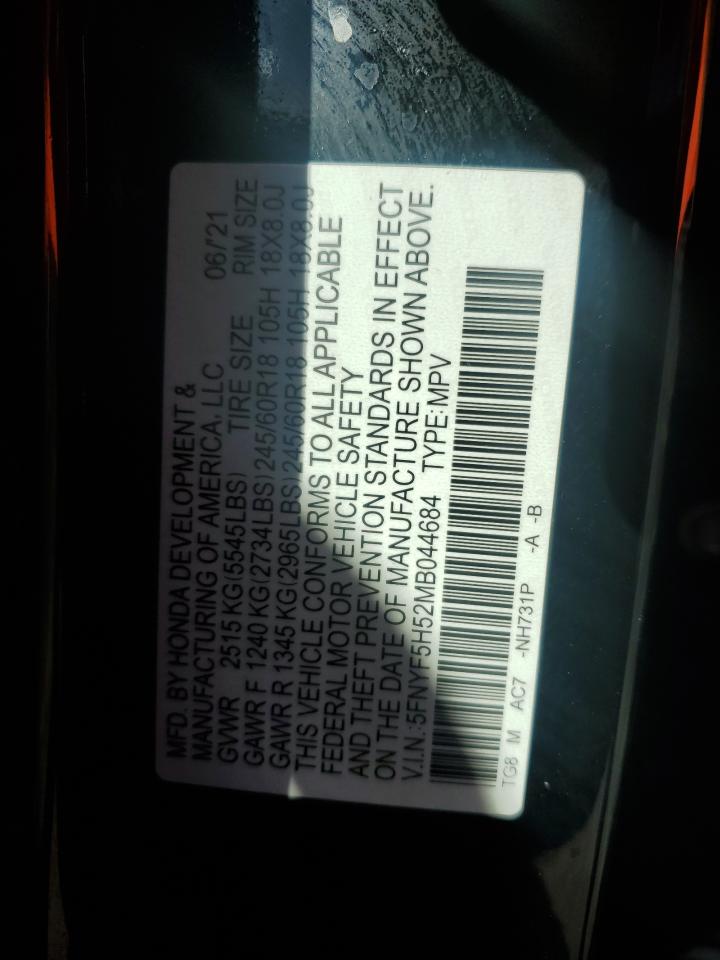 MFD. BY HONDA DEVELOPMENT &
MANUFACTURING OF AMERICA, LLC 06/'21
GVWR 2515 KG(5545LBS) TIRE SIZE RIM SIZE
GAWR F 1240 KG(2734LBS)245/60R18 105H 18X8.0J
GAWR R 1345 KG(2965LBS)245/60R18 105H 18X8.0J
THIS VEHICLE CONFORMS TO ALL APPLICABLE
FEDERAL MOTOR VEHICLE SAFETY
AND THEFT PREVENTION STANDARDS IN EFFECT
ON THE DATE OF MANUFACTURE SHOWN ABOVE.
V.I.N.:5FNYF5H52MB044684 TYPE:MPV
TG8 M AC7 -NH731P -A -B